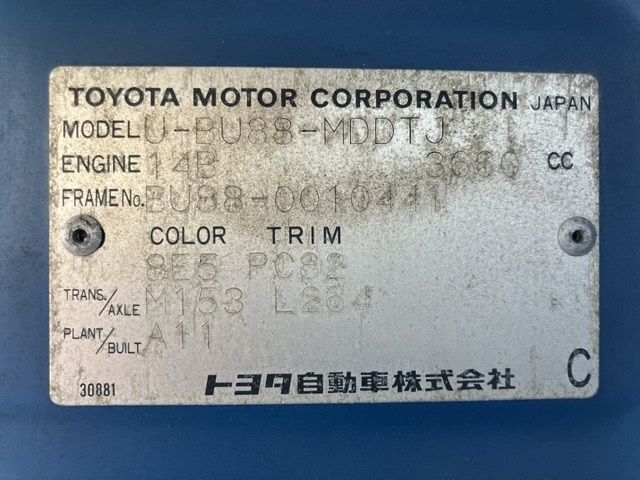 TOYOTA MOTOR CORPORATION JAPAN
MODEL U-BU88-MDDTJ
ENGINE 14B 3660 CC
FRAME No. BU88-0010441
COLOR TRIM
8E5 PC82
TRANS./AXLE M153 L264
PLANT/BUILT A11
30881 トヨタ自動車株式会社 C